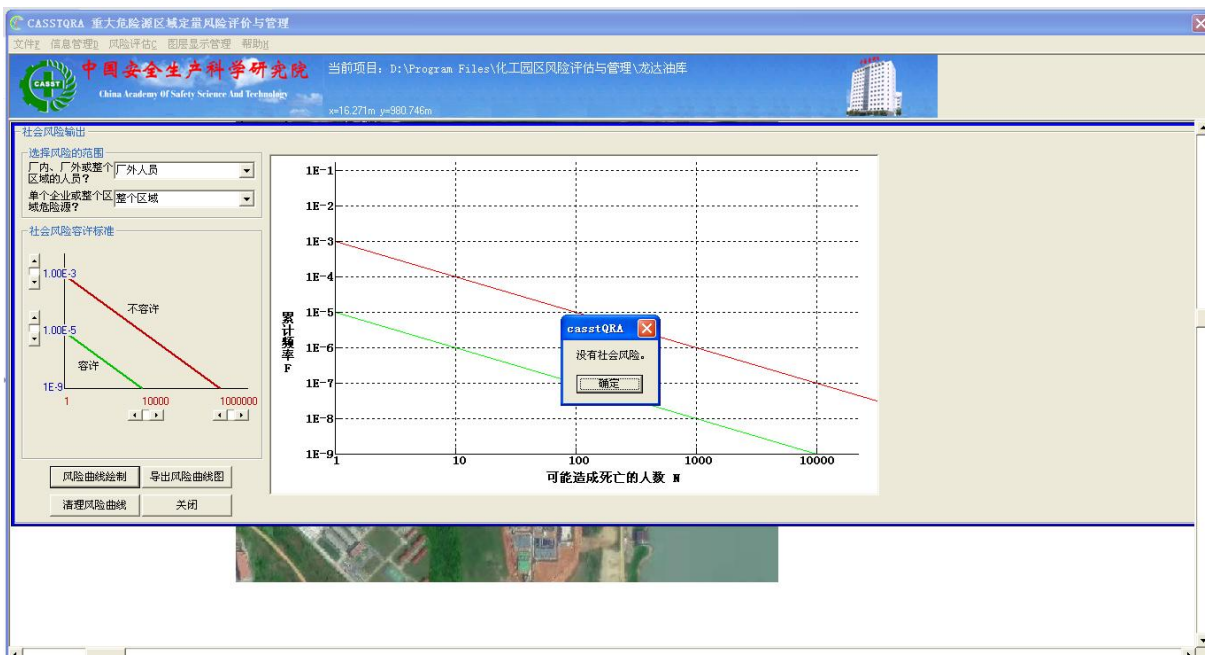 CASSTQRA 重大危险源区域定量风险评价与管理
文件F 信息管理D 风险评估C 图层显示管理 帮助H
CASST
中国安全生产科学研究院
China Academy Of Safety Science And Technology
当前项目：D:\Program Files\化工园区风险评估与管理\龙达油库
x=16.271m y=980.746m
社会风险输出
选择风险的范围
厂内、厂外或整个区域的人员？
厂外人员
单个企业或整个区域危险源？
整个区域
社会风险容许标准
1.00E-3
不容许
1.00E-5
容许
1E-9
1
10000
1000000
风险曲线绘制
导出风险曲线图
清理风险曲线
关闭
1E-1
1E-2
1E-3
1E-4
1E-5
1E-6
1E-7
1E-8
1E-9
累计频率 F
1
10
100
1000
10000
可能造成死亡的人数 N
casstQRA
没有社会风险。
确定